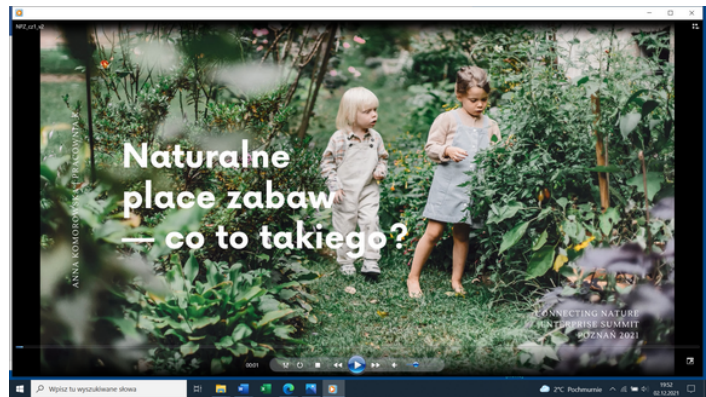 NPZ_cz1_v2
Naturalne
place zabaw
— co to takiego?
ANNA KOMOROWSKA | PRACOWNIA K.
CONNECTING NATURE
ENTERPRISE SUMMIT
POZNAŃ 2021
00:01
Wpisz tu wyszukiwane słowa
2°C Pochmurnie
19:52
02.12.2021